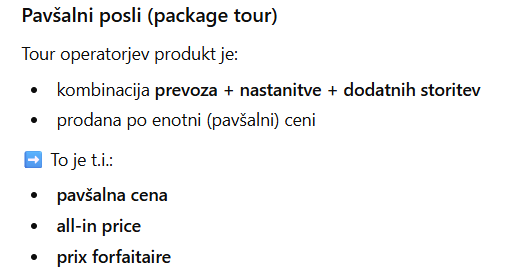 Pavšalni posli (package tour)
Tour operatorjev produkt je:
• kombinacija prevoza + nastanitve + dodatnih storitev
• prodana po enotni (pavšalni) ceni
➡️ To je t.i.:
• pavšalna cena
• all-in price
• prix forfaitaire